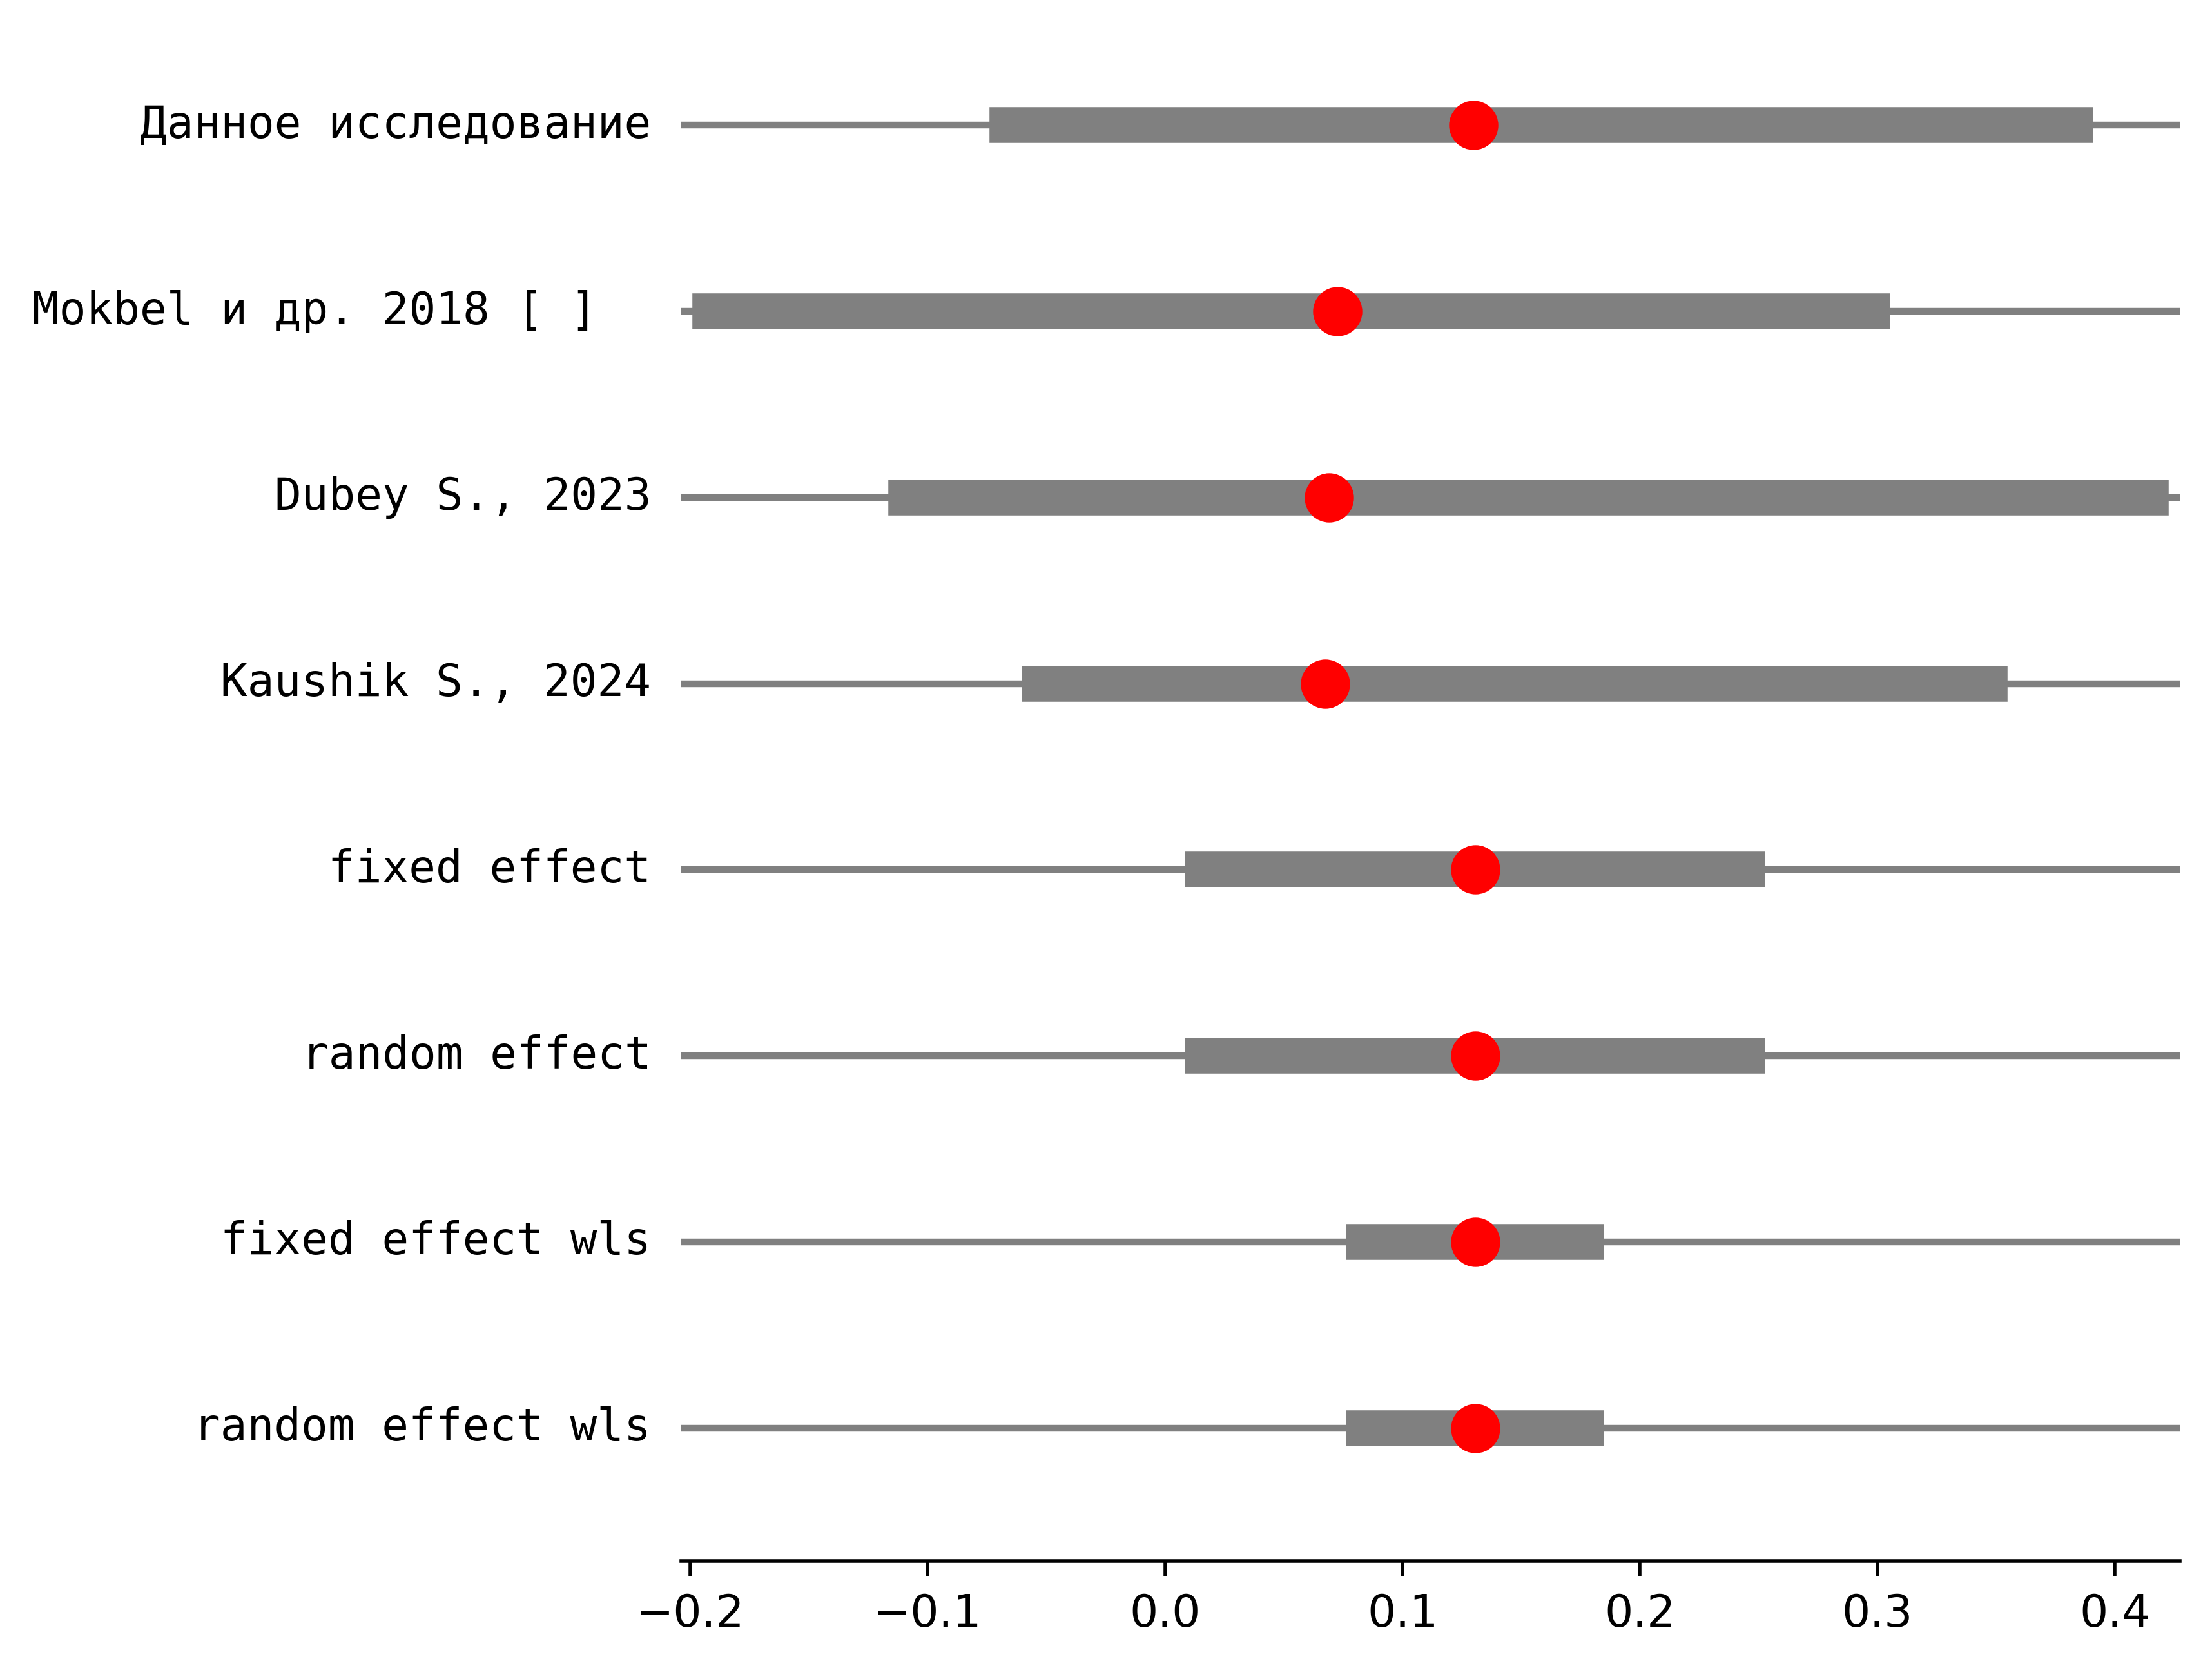 Данное исследование
Mokbel и др. 2018 [ ]
Dubey S., 2023
Kaushik S., 2024
fixed effect
random effect
fixed effect wls
random effect wls
−0.2 −0.1 0.0 0.1 0.2 0.3 0.4